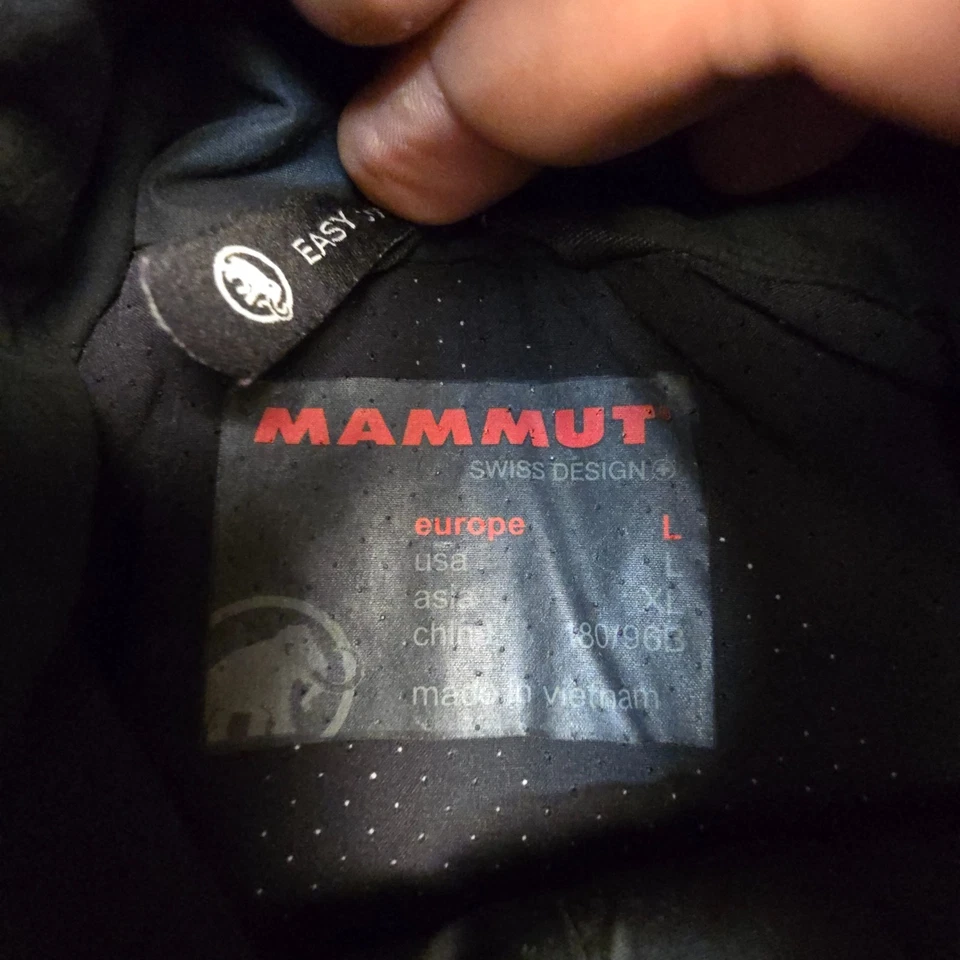 EASY
MAMMUT
SWISS DESIGN
europe L
usa L
asia XL
china 180/96B
made in vietnam